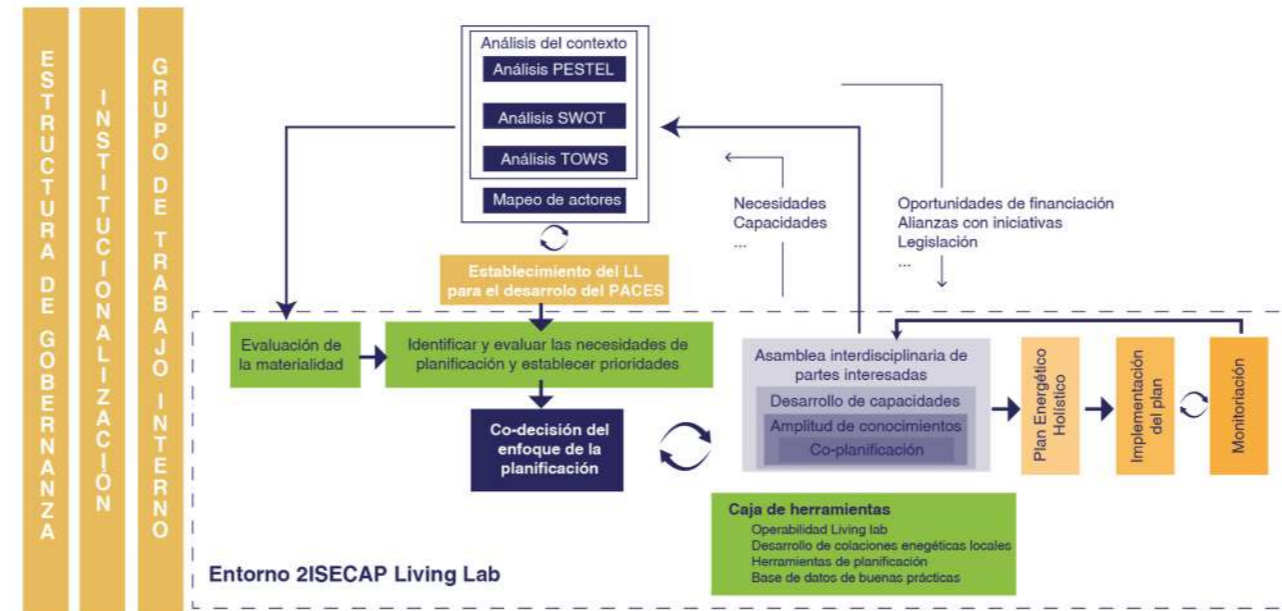 ESTRUCTURA DE GOBERNANZA
INSTITUCIONALIZACIÓN
GRUPO DE TRABAJO INTERNO
Análisis del contexto
Análisis PESTEL
Análisis SWOT
Análisis TOWS
Mapeo de actores
Necesidades
Capacidades
...
Oportunidades de financiación
Alianzas con iniciativas
Legislación
...
Establecimiento del LL
para el desarrolo del PACES
Evaluación de
la materialidad
Identificar y evaluar las necesidades de
planificación y establecer prioridades
Co-decisión del
enfoque de la
planificación
Asamblea interdisciplinaria de
partes interesadas
Desarrollo de capacidades
Amplitud de conocimientos
Co-planificación
Plan Energético
Holístico
Implementación
del plan
Monitoriación
Caja de herramientas
Operabilidad Living lab
Desarrollo de colaciones enegéticas locales
Herramientas de planificación
Base de datos de buenas prácticas
Entorno 2ISECAP Living Lab